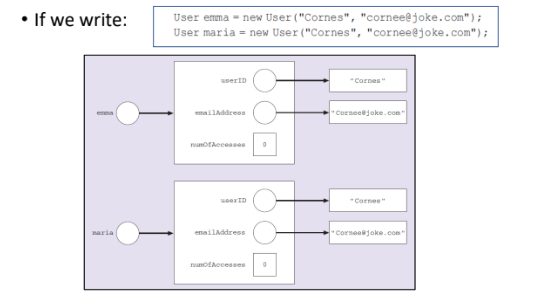 • If we write:
User emma = new User("Cornes", "cornee@joke.com");
User maria = new User("Cornes", "cornee@joke.com");
userID
"Cornes"
emma
emailAddress
"Cornee@joke.com"
numOfAccesses
0
userID
"Cornes"
maria
emailAddress
"Cornee#joke.com"
numOfAccesses
0